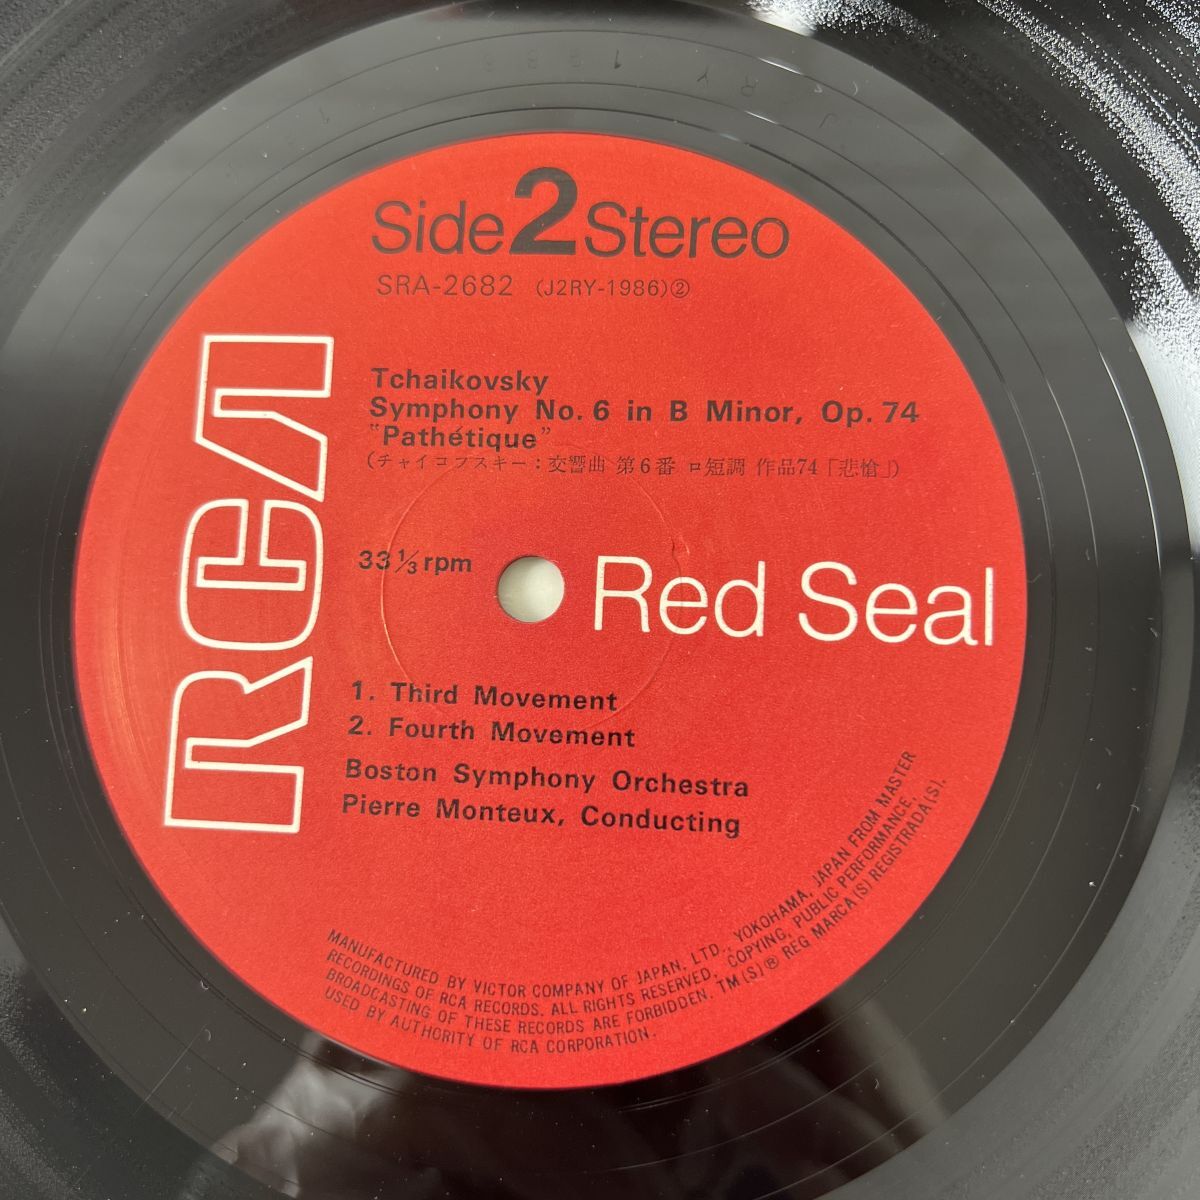 Side 2 Stereo
SRA-2682 (J2RY-1986)②
Tchaikovsky
Symphony No. 6 in B Minor, Op. 74
"Pathétique"
(チャイコフスキー：交響曲 第6番 ロ短調 作品74「悲愴」)
RCA
33 1/3 rpm
Red Seal
1. Third Movement
2. Fourth Movement
Boston Symphony Orchestra
Pierre Monteux, Conducting
MANUFACTURED BY VICTOR COMPANY OF JAPAN, LTD., YOKOHAMA, JAPAN FROM MASTER
RECORDINGS OF RCA RECORDS. ALL RIGHTS RESERVED. COPYING, PUBLIC PERFORMANCE,
BROADCASTING OF THESE RECORDS ARE FORBIDDEN. TM(S)® REG MARCA(S) REGISTRADA(S).
USED BY AUTHORITY OF RCA CORPORATION.